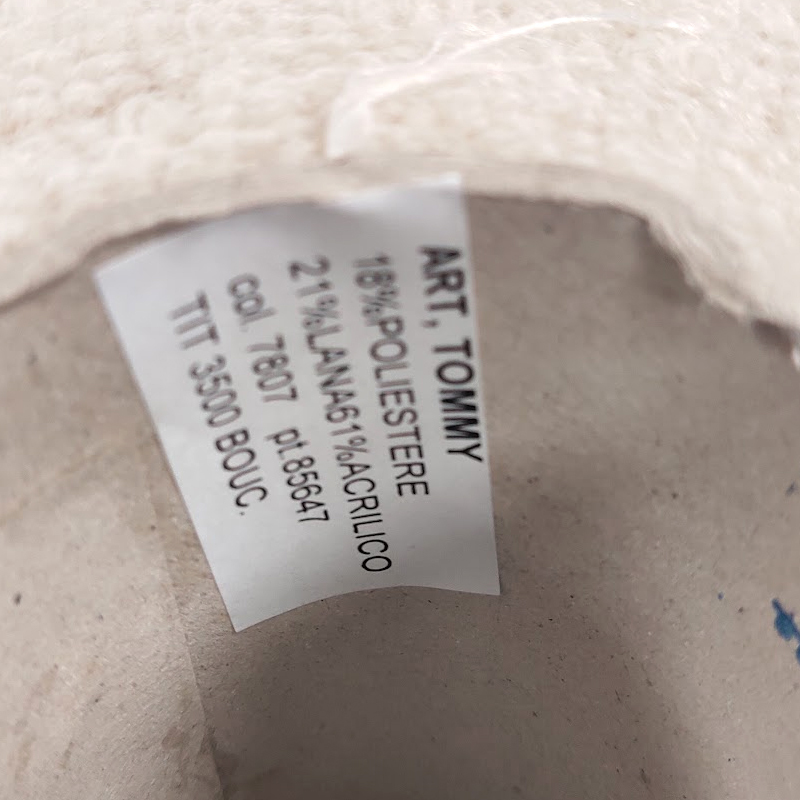 ART, TOMMY
18%POLIESTERE
21%LANA61%ACRILICO
col. 7807 pt.85647
TIT 3500 BOUC.